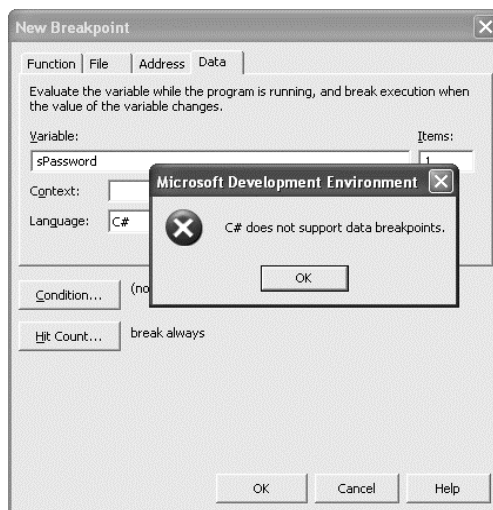 New Breakpoint
Function File Address Data
Evaluate the variable while the program is running, and break execution when
the value of the variable changes.
Variable: Items:
sPassword 1
Microsoft Development Environment
Context:
C# does not support data breakpoints.
Language: C#
OK
Condition... (no
Hit Count... break always
OK Cancel Help